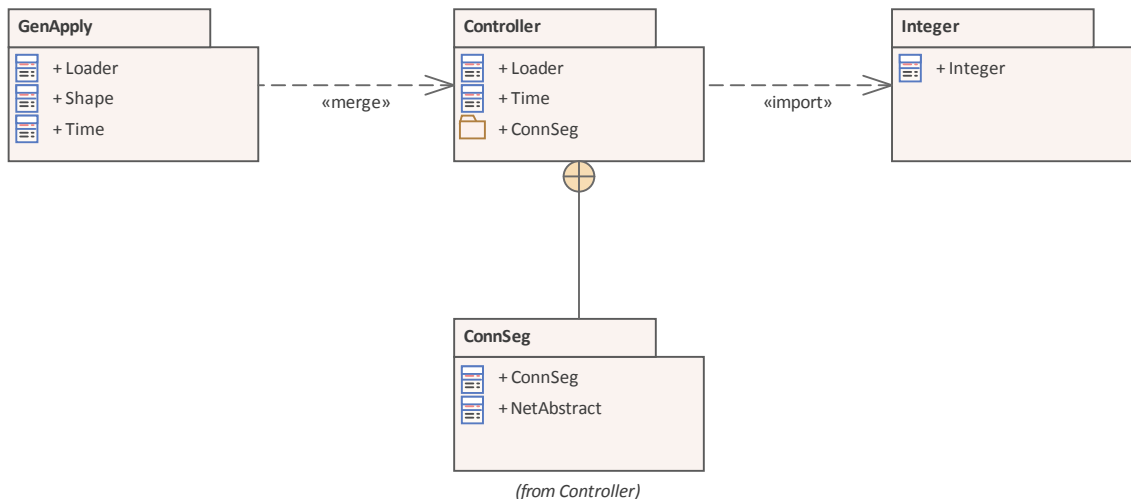 GenApply
+ Loader
+ Shape
+ Time
«merge»
Controller
+ Loader
+ Time
+ ConnSeg
«import»
Integer
+ Integer
ConnSeg
+ ConnSeg
+ NetAbstract
(from Controller)